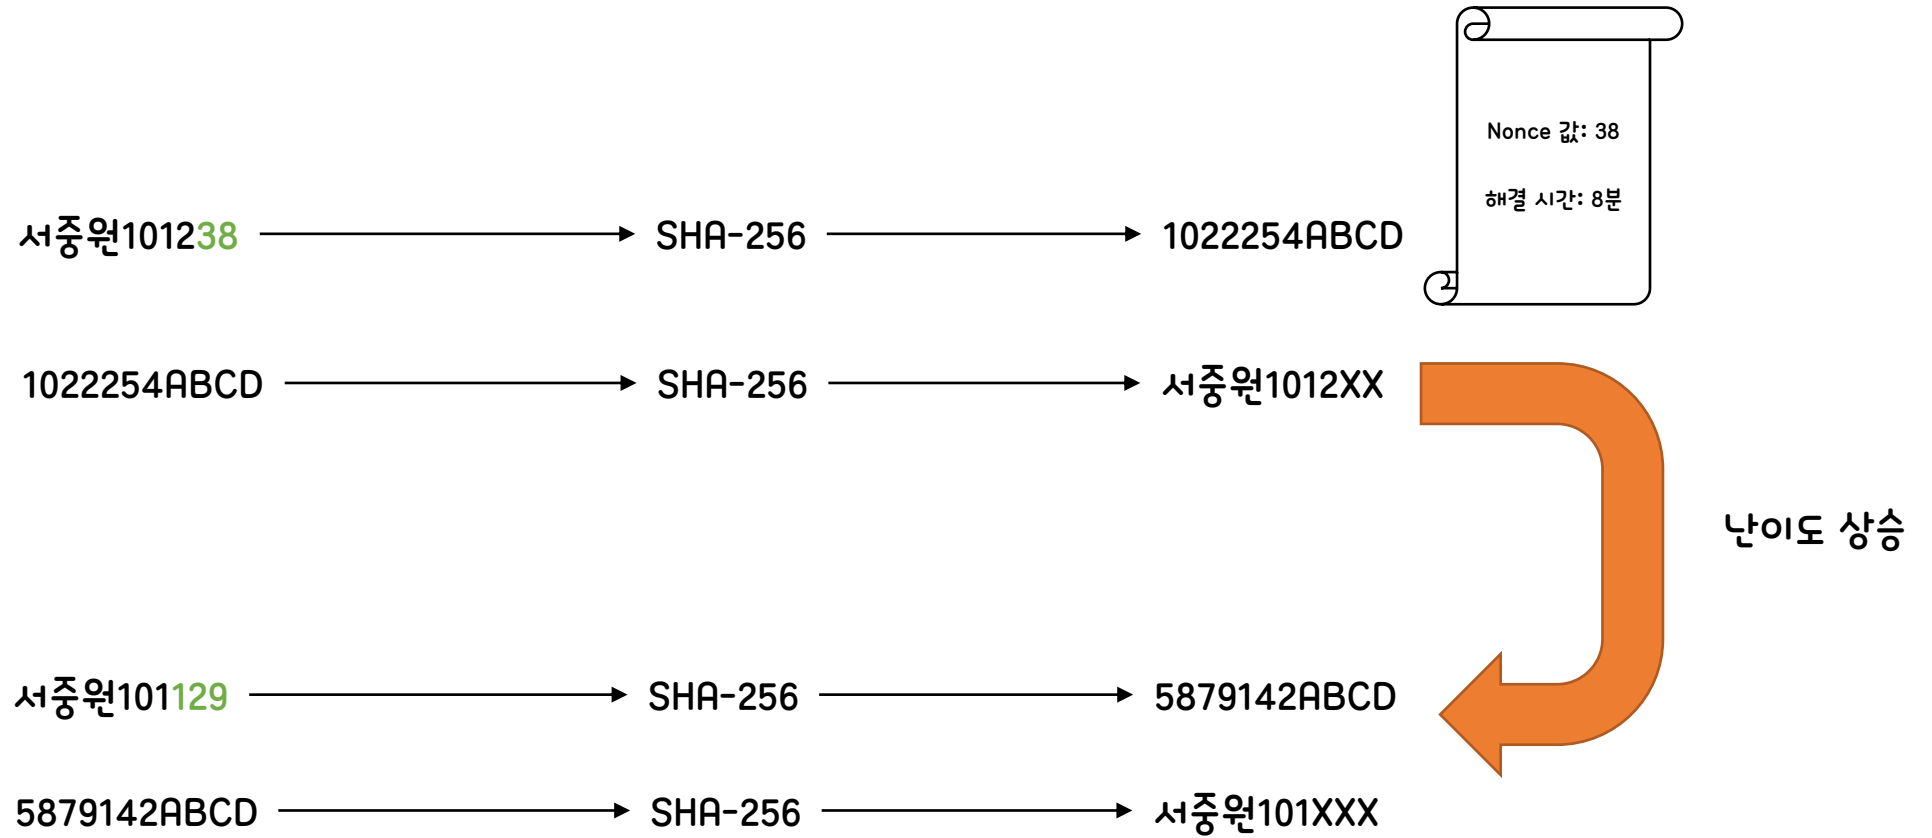 Nonce 값: 38
해결 시간: 8분
서중원101238 SHA-256 1022254ABCD
1022254ABCD SHA-256 서중원1012XX
난이도 상승
서중원101129 SHA-256 5879142ABCD
5879142ABCD SHA-256 서중원101XXX